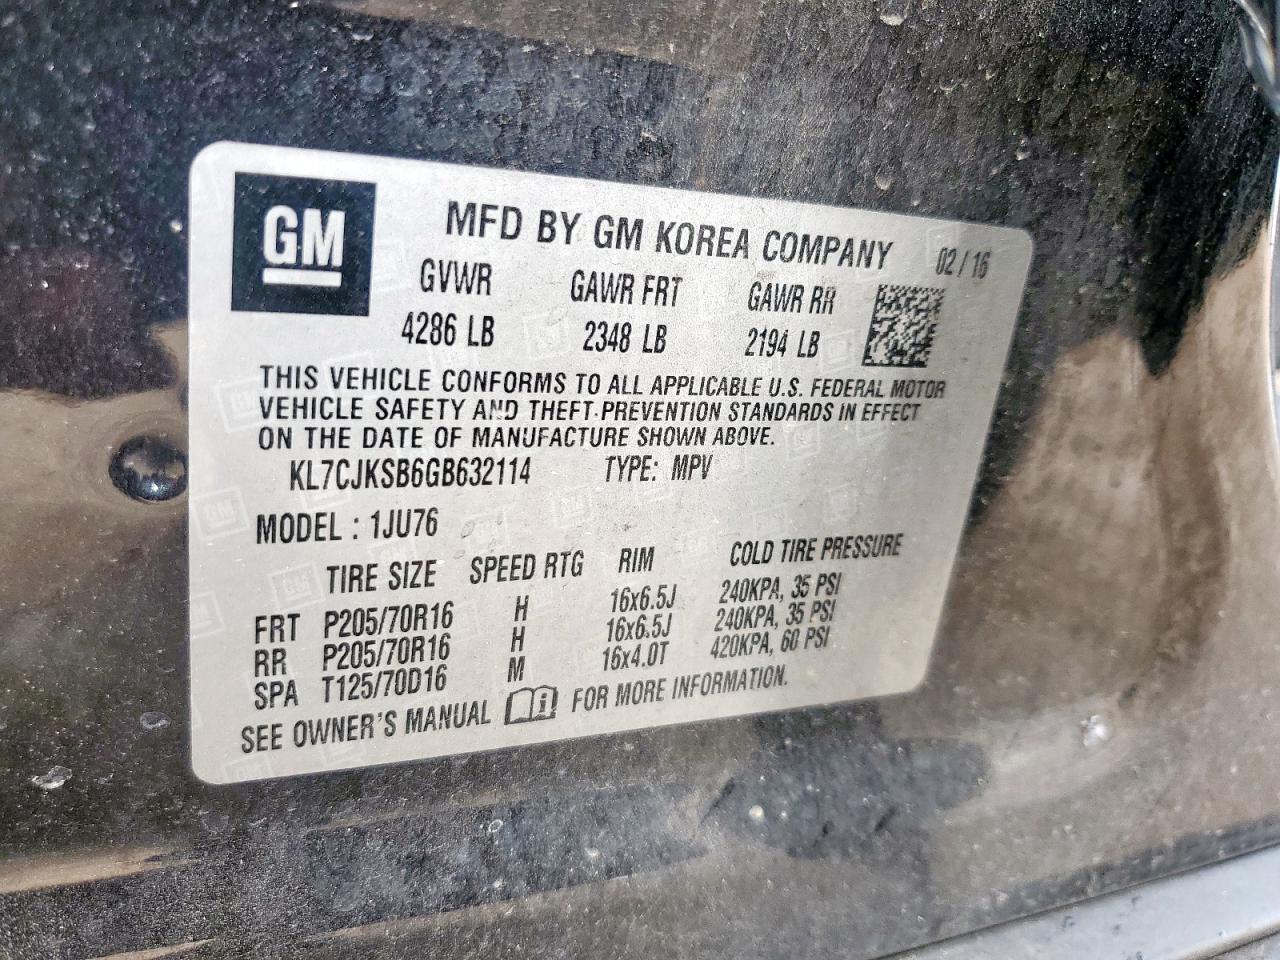 GM
MFD BY GM KOREA COMPANY 02/16
GVWR GAWR FRT GAWR RR
4286 LB 2348 LB 2194 LB
THIS VEHICLE CONFORMS TO ALL APPLICABLE U.S. FEDERAL MOTOR
VEHICLE SAFETY AND THEFT PREVENTION STANDARDS IN EFFECT
ON THE DATE OF MANUFACTURE SHOWN ABOVE.
KL7CJKSB6GB632114 TYPE: MPV
MODEL : 1JU76
TIRE SIZE SPEED RTG RIM COLD TIRE PRESSURE
FRT P205/70R16 H 16x6.5J 240KPA, 35 PSI
RR P205/70R16 H 16x6.5J 240KPA, 35 PSI
SPA T125/70D16 M 16x4.0T 420KPA, 60 PSI
SEE OWNER'S MANUAL FOR MORE INFORMATION.